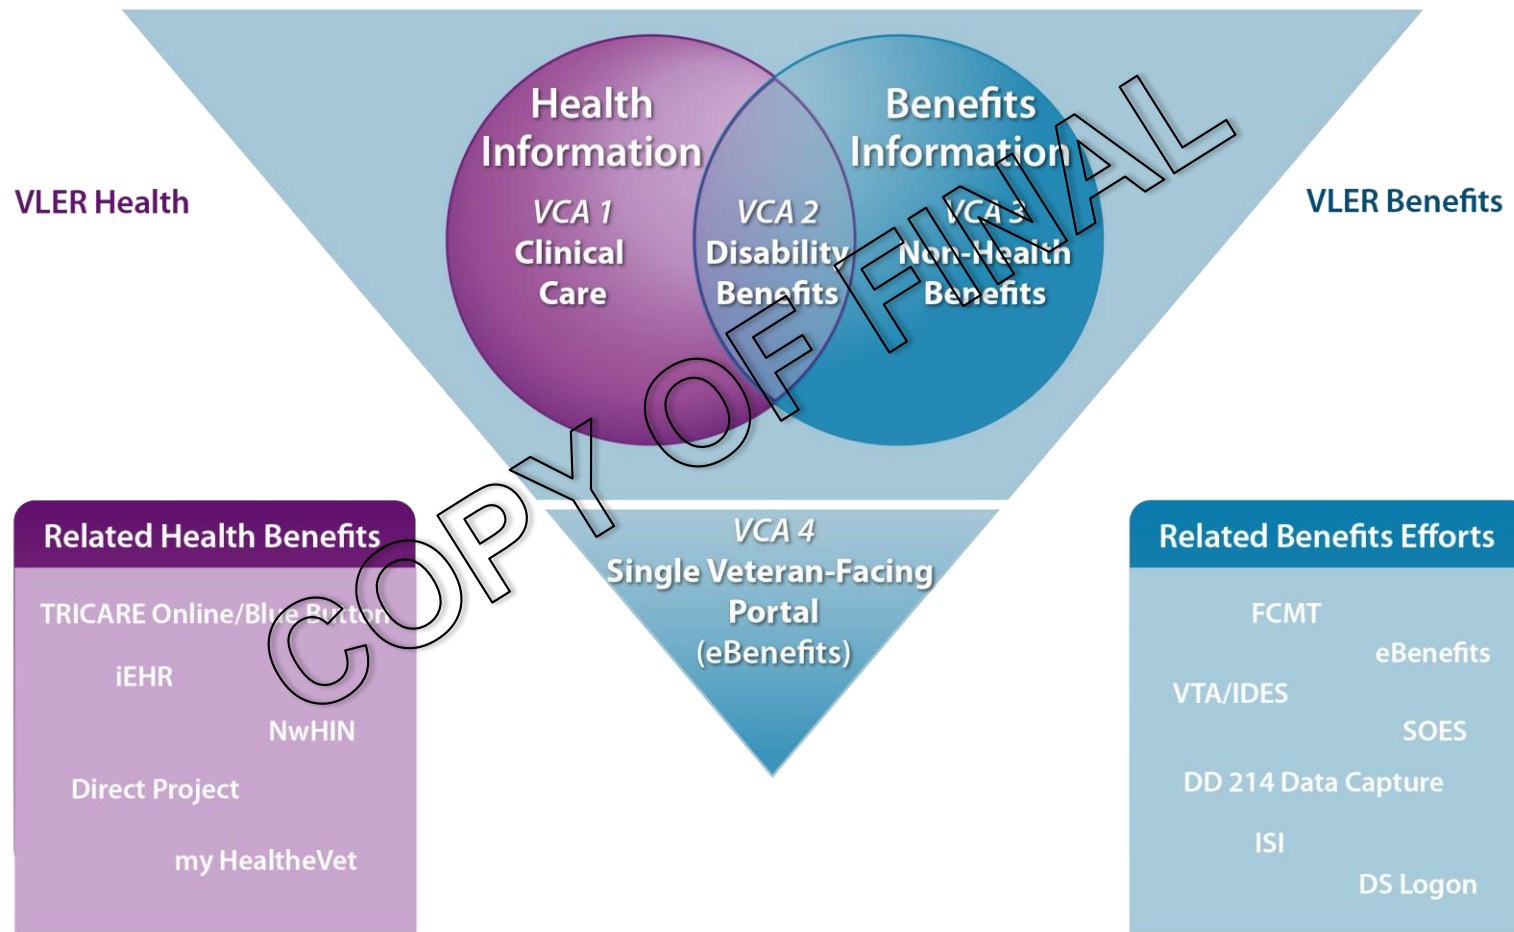 Health
Information
Benefits
Information
VLER Health
VCA 1
Clinical
Care
VCA 2
Disability
Benefits
VCA 3
Non-Health
Benefits
VLER Benefits
COPY OF FINAL
VCA 4
Single Veteran-Facing
Portal
(eBenefits)
Related Health Benefits
TRICARE Online/Blue Button
iEHR
NwHIN
Direct Project
my HealtheVet
Related Benefits Efforts
FCMT
eBenefits
VTA/IDES
SOES
DD 214 Data Capture
ISI
DS Logon